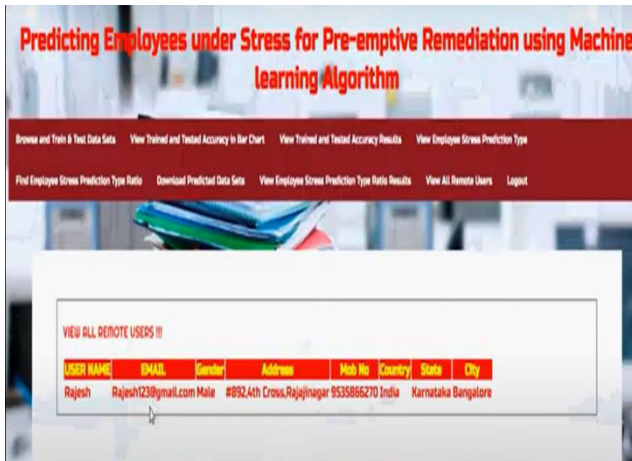 Predicting Employees under Stress for Pre-emptive Remediation using Machine
learning Algorithm
Browse and Train & Test Data Sets View Trained and Tested Accuracy in Bar Chart View Trained and Tested Accuracy Results View Employee Stress Prediction Type
Find Employee Stress Prediction Type Ratio Download Predicted Data Sets View Employee Stress Prediction Type Ratio Results View All Remote Users Logout
VIEW ALL REMOTE USERS !!!
USER NAME EMAIL Gender Address Mob No Country State City
Rajesh Rajesh123@gmail.com Male #892,4th Cross,Rajajinagar 9535866270 India Karnataka Bangalore